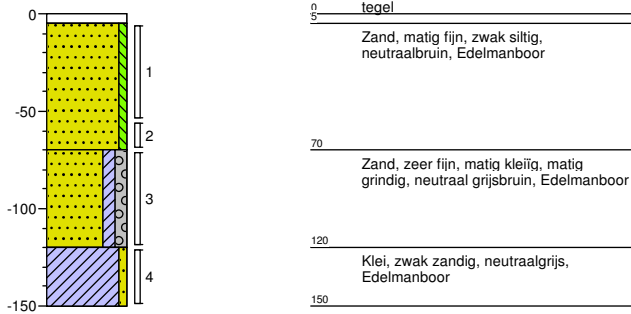 0
-50
-100
-150
1
2
3
4
0
tegel
5
Zand, matig fijn, zwak siltig,
neutraalbruin, Edelmanboor
70
Zand, zeer fijn, matig kleiïg, matig
grindig, neutraal grijsbruin, Edelmanboor
120
Klei, zwak zandig, neutraalgrijs,
Edelmanboor
150